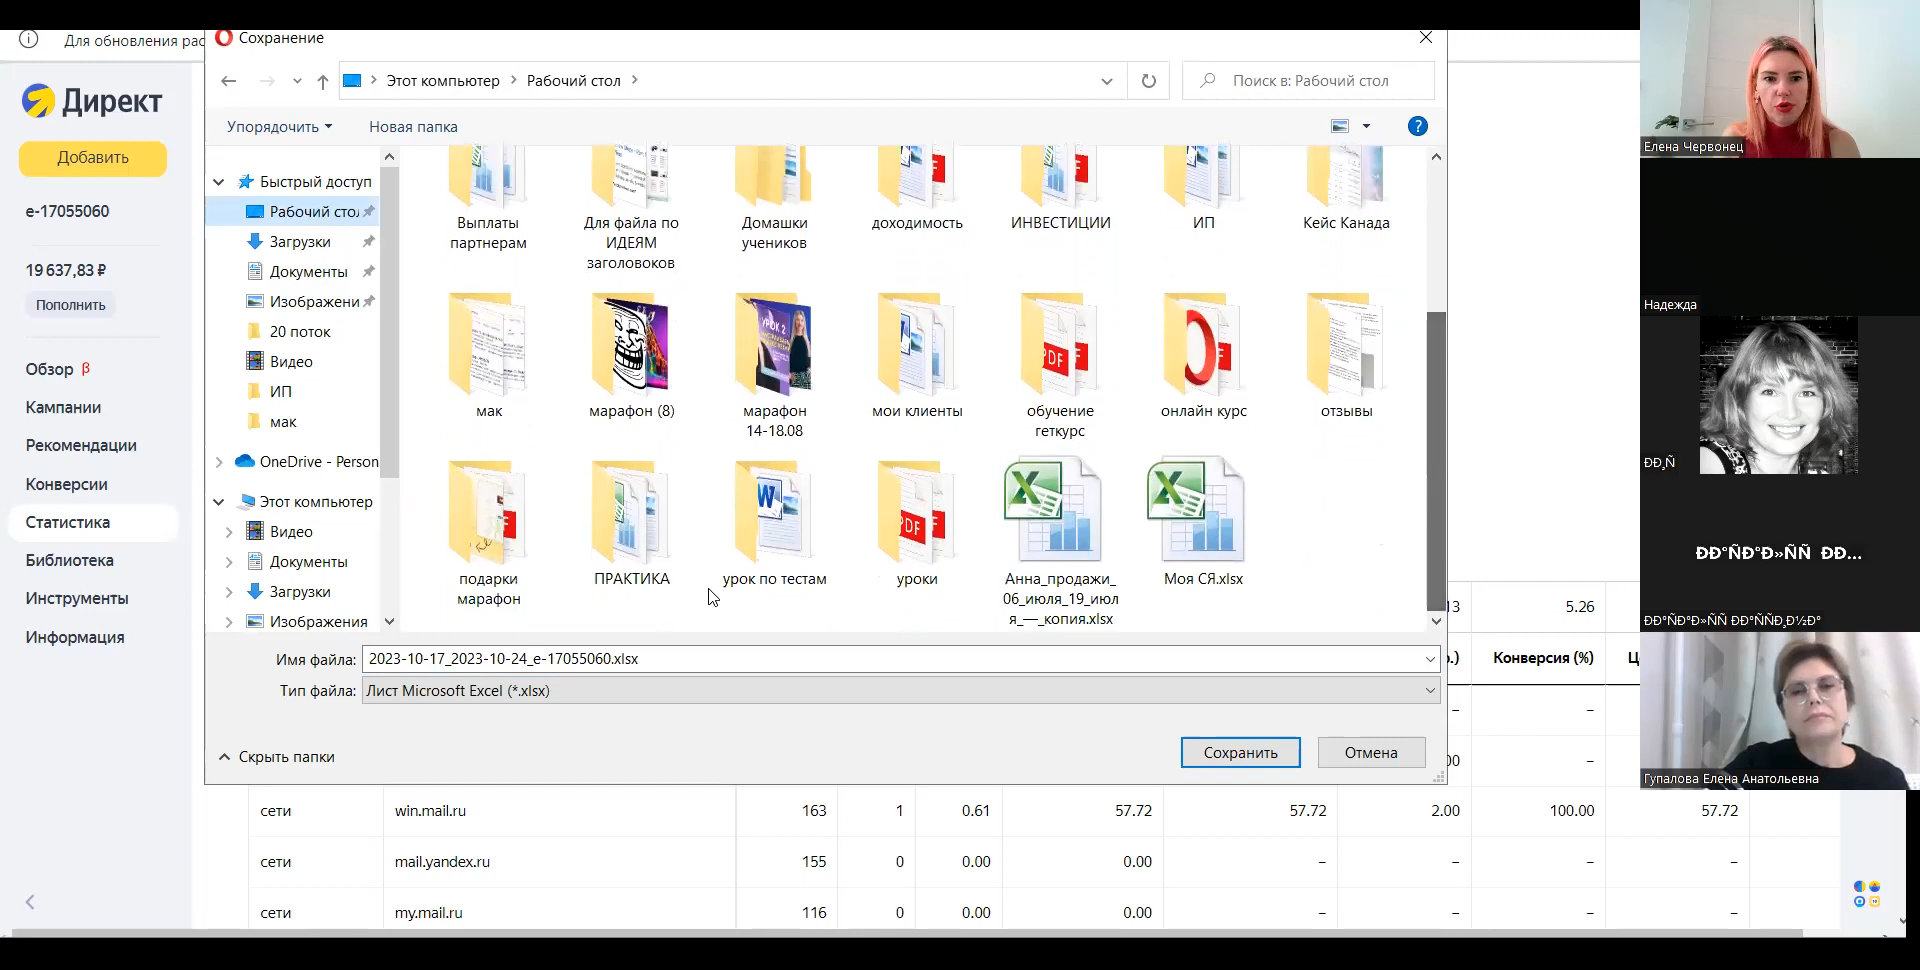 Для обновления рас
Сохранение
Этот компьютер
Рабочий стол
Поиск в: Рабочий стол
Упорядочить
Новая папка
Директ
Добавить
e-17055060
19 637,83 ₽
Пополнить
Обзор β
Кампании
Рекомендации
Конверсии
Статистика
Библиотека
Инструменты
Информация
Быстрый доступ
Рабочий стол
Загрузки
Документы
Изображени
20 поток
Видео
ИП
мак
OneDrive - Person
Этот компьютер
Видео
Документы
Загрузки
Изображения
Выплаты
партнерам
Для файла по
ИДЕЯМ
заголовоков
Домашки
учеников
доходимость
ИНВЕСТИЦИИ
ИП
Кейс Канада
мак
марафон (8)
марафон
14-18.08
мои клиенты
обучение
геткурс
онлайн курс
отзывы
подарки
марафон
ПРАКТИКА
урок по тестам
уроки
Анна_продажи_
06_июля_19_июл
я_—_копия.xlsx
Моя СЯ.xlsx
Имя файла: 2023-10-17_2023-10-24_e-17055060.xlsx
Тип файла: Лист Microsoft Excel (*.xlsx)
Скрыть папки
Сохранить
Отмена
13 5.26
.) Конверсия (%) Ц
– –
00 –
сети win.mail.ru 163 1 0.61 57.72 57.72 2.00 100.00 57.72
сети mail.yandex.ru 155 0 0.00 0.00 – – – –
сети my.mail.ru 116 0 0.00 0.00 – – – –
Елена Червонец
Надежда
Гупалова Елена Анатольевна